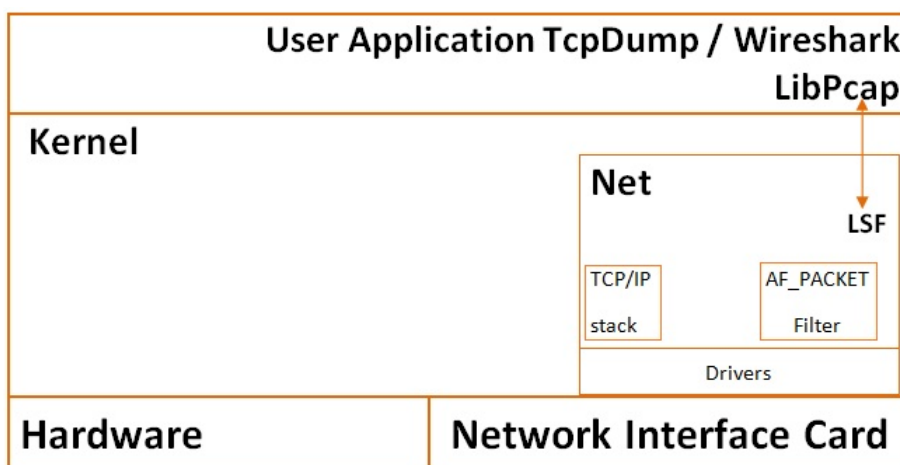 User Application TcpDump / Wireshark
LibPcap
Kernel
Net
LSF
TCP/IP
stack
AF_PACKET
Filter
Drivers
Hardware
Network Interface Card